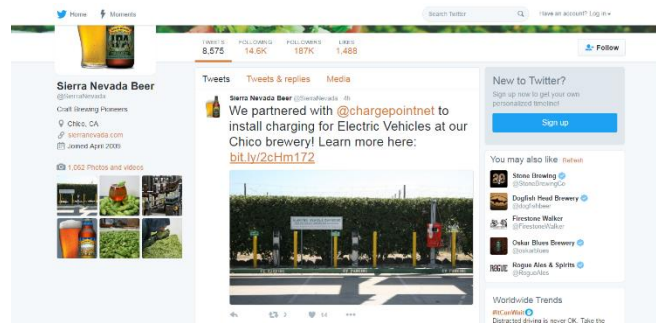 Home
Moments
Search Twitter
Have an account? Log in
IPA
TWEETS
8,575
FOLLOWING
14.6K
FOLLOWERS
187K
LIKES
1,488
Follow
Sierra Nevada Beer
@SierraNevada
Craft Brewing Pioneers
Chico, CA
sierranevada.com
Joined April 2009
1,062 Photos and videos
Tweets
Tweets & replies
Media
Sierra Nevada Beer @SierraNevada · 4h
We partnered with @chargepointnet to
install charging for Electric Vehicles at our
Chico brewery! Learn more here:
bit.ly/2cHm172
New to Twitter?
Sign up now to get your own
personalized timeline!
Sign up
You may also like
Refresh
Stone Brewing
@StoneBrewingCo
Dogfish Head Brewery
@dogfishbeer
Firestone Walker
@FirestoneWalker
Oskar Blues Brewery
@oskarblues
ROGUE
Rogue Ales & Spirits
@RogueAles
Worldwide Trends
#ItCanWait
Distracted driving is never OK. Take the